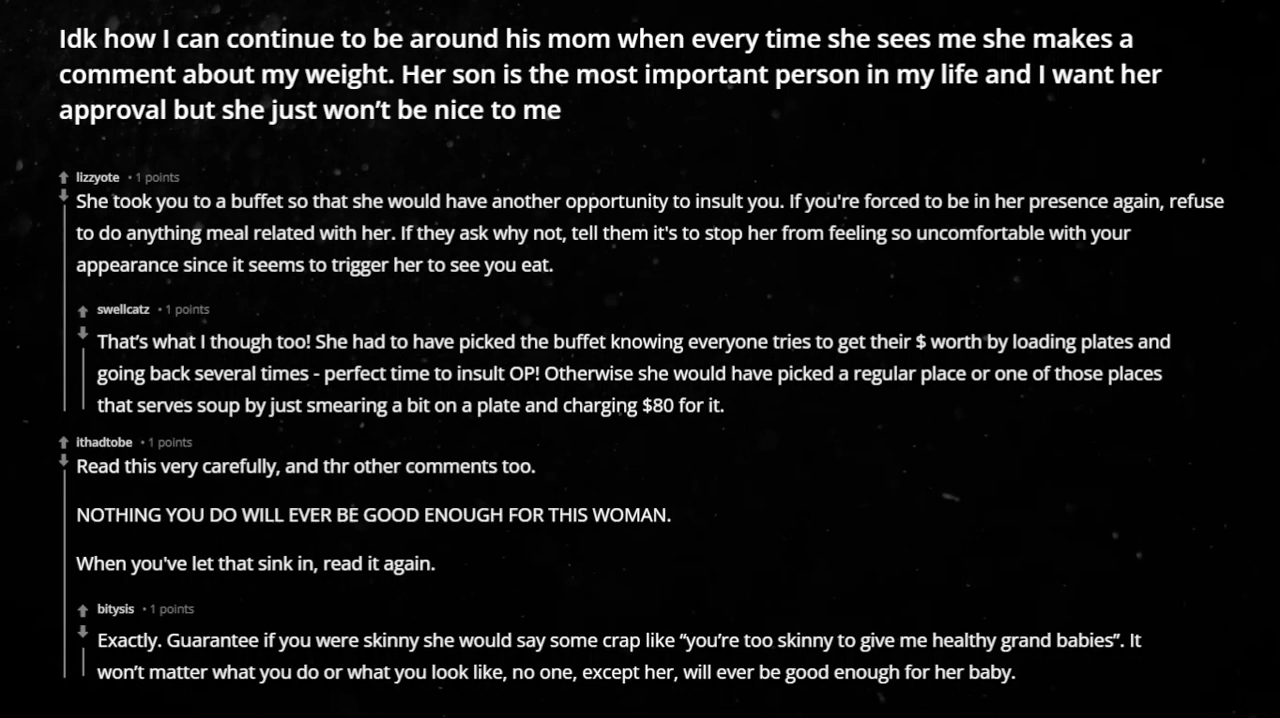 Idk how I can continue to be around his mom when every time she sees me she makes a
comment about my weight. Her son is the most important person in my life and I want her
approval but she just won’t be nice to me
lizzyote • 1 points
She took you to a buffet so that she would have another opportunity to insult you. If you're forced to be in her presence again, refuse
to do anything meal related with her. If they ask why not, tell them it's to stop her from feeling so uncomfortable with your
appearance since it seems to trigger her to see you eat.
swellcatz • 1 points
That’s what I though too! She had to have picked the buffet knowing everyone tries to get their $ worth by loading plates and
going back several times - perfect time to insult OP! Otherwise she would have picked a regular place or one of those places
that serves soup by just smearing a bit on a plate and charging $80 for it.
ithadtobe • 1 points
Read this very carefully, and thr other comments too.
NOTHING YOU DO WILL EVER BE GOOD ENOUGH FOR THIS WOMAN.
When you've let that sink in, read it again.
bitysis • 1 points
Exactly. Guarantee if you were skinny she would say some crap like “you’re too skinny to give me healthy grand babies”. It
won’t matter what you do or what you look like, no one, except her, will ever be good enough for her baby.